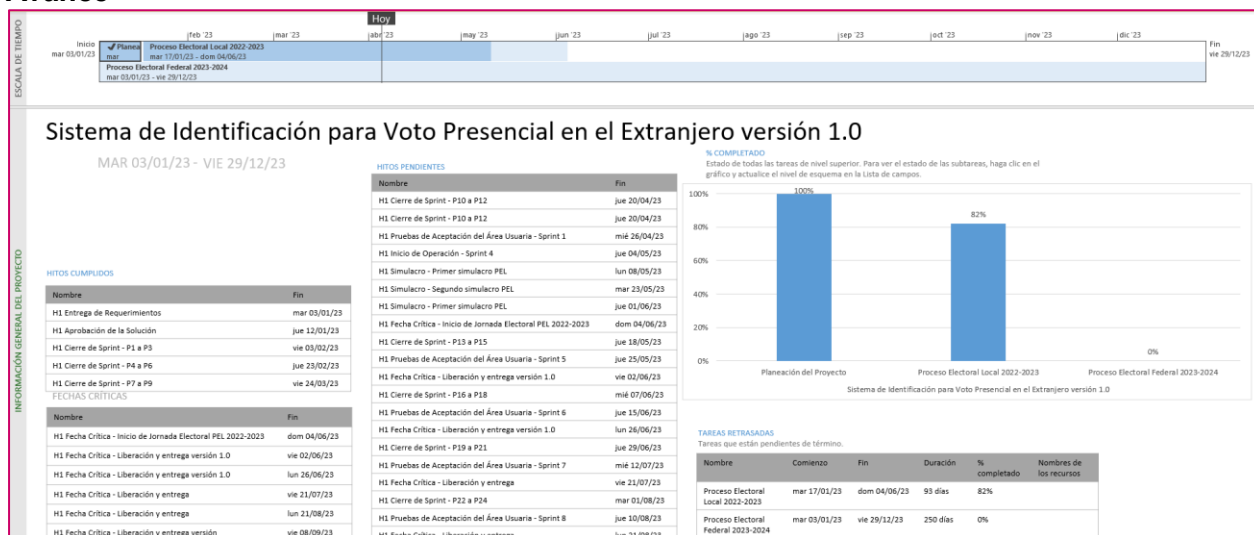 ESCALA DE TIEMPO
Hoy
feb '23 mar '23 abr '23 may '23 jun '23 jul '23 ago '23 sep '23 oct '23 nov '23 dic '23
Inicio
mar 03/01/23
Planea
mar
Proceso Electoral Local 2022-2023
mar 17/01/23 - dom 04/06/23
Proceso Electoral Federal 2023-2024
mar 03/01/23 - vie 29/12/23
Fin
vie 29/12/23
INFORMACIÓN GENERAL DEL PROYECTO
Sistema de Identificación para Voto Presencial en el Extranjero versión 1.0
MAR 03/01/23 - VIE 29/12/23
HITOS CUMPLIDOS
Nombre Fin
H1 Entrega de Requerimientos mar 03/01/23
H1 Aprobación de la Solución jue 12/01/23
H1 Cierre de Sprint - P1 a P3 vie 03/02/23
H1 Cierre de Sprint - P4 a P6 jue 23/02/23
H1 Cierre de Sprint - P7 a P9 vie 24/03/23
FECHAS CRÍTICAS
Nombre Fin
H1 Fecha Crítica - Inicio de Jornada Electoral PEL 2022-2023 dom 04/06/23
H1 Fecha Crítica - Liberación y entrega versión 1.0 vie 02/06/23
H1 Fecha Crítica - Liberación y entrega versión 1.0 lun 26/06/23
H1 Fecha Crítica - Liberación y entrega vie 21/07/23
H1 Fecha Crítica - Liberación y entrega lun 21/08/23
H1 Fecha Crítica - Liberación y entrega versión vie 08/09/23
HITOS PENDIENTES
Nombre Fin
H1 Cierre de Sprint - P10 a P12 jue 20/04/23
H1 Cierre de Sprint - P10 a P12 jue 20/04/23
H1 Pruebas de Aceptación del Área Usuaria - Sprint 1 mié 26/04/23
H1 Inicio de Operación - Sprint 4 jue 04/05/23
H1 Simulacro - Primer simulacro PEL lun 08/05/23
H1 Simulacro - Segundo simulacro PEL mar 23/05/23
H1 Simulacro - Primer simulacro PEL jue 01/06/23
H1 Fecha Crítica - Inicio de Jornada Electoral PEL 2022-2023 dom 04/06/23
H1 Cierre de Sprint - P13 a P15 jue 18/05/23
H1 Pruebas de Aceptación del Área Usuaria - Sprint 5 jue 25/05/23
H1 Fecha Crítica - Liberación y entrega versión 1.0 vie 02/06/23
H1 Cierre de Sprint - P16 a P18 mié 07/06/23
H1 Pruebas de Aceptación del Área Usuaria - Sprint 6 jue 15/06/23
H1 Fecha Crítica - Liberación y entrega versión 1.0 lun 26/06/23
H1 Cierre de Sprint - P19 a P21 jue 29/06/23
H1 Pruebas de Aceptación del Área Usuaria - Sprint 7 mié 12/07/23
H1 Fecha Crítica - Liberación y entrega vie 21/07/23
H1 Cierre de Sprint - P22 a P24 mar 01/08/23
H1 Pruebas de Aceptación del Área Usuaria - Sprint 8 jue 10/08/23
H1 Fecha Crítica - Liberación y entrega lun 21/08/23
% COMPLETADO
Estado de todas las tareas de nivel superior. Para ver el estado de las subtareas, haga clic en el
gráfico y actualice el nivel de esquema en la Lista de campos.
100%
80%
60%
40%
20%
0%
100%
82%
0%
Planeación del Proyecto Proceso Electoral Local 2022-2023 Proceso Electoral Federal 2023-2024
Sistema de Identificación para Voto Presencial en el Extranjero versión 1.0
TAREAS RETRASADAS
Tareas que están pendientes de término.
Nombre Comienzo Fin Duración % completado Nombres de los recursos
Proceso Electoral Local 2022-2023 mar 17/01/23 dom 04/06/23 93 días 82%
Proceso Electoral Federal 2023-2024 mar 03/01/23 vie 29/12/23 250 días 0%